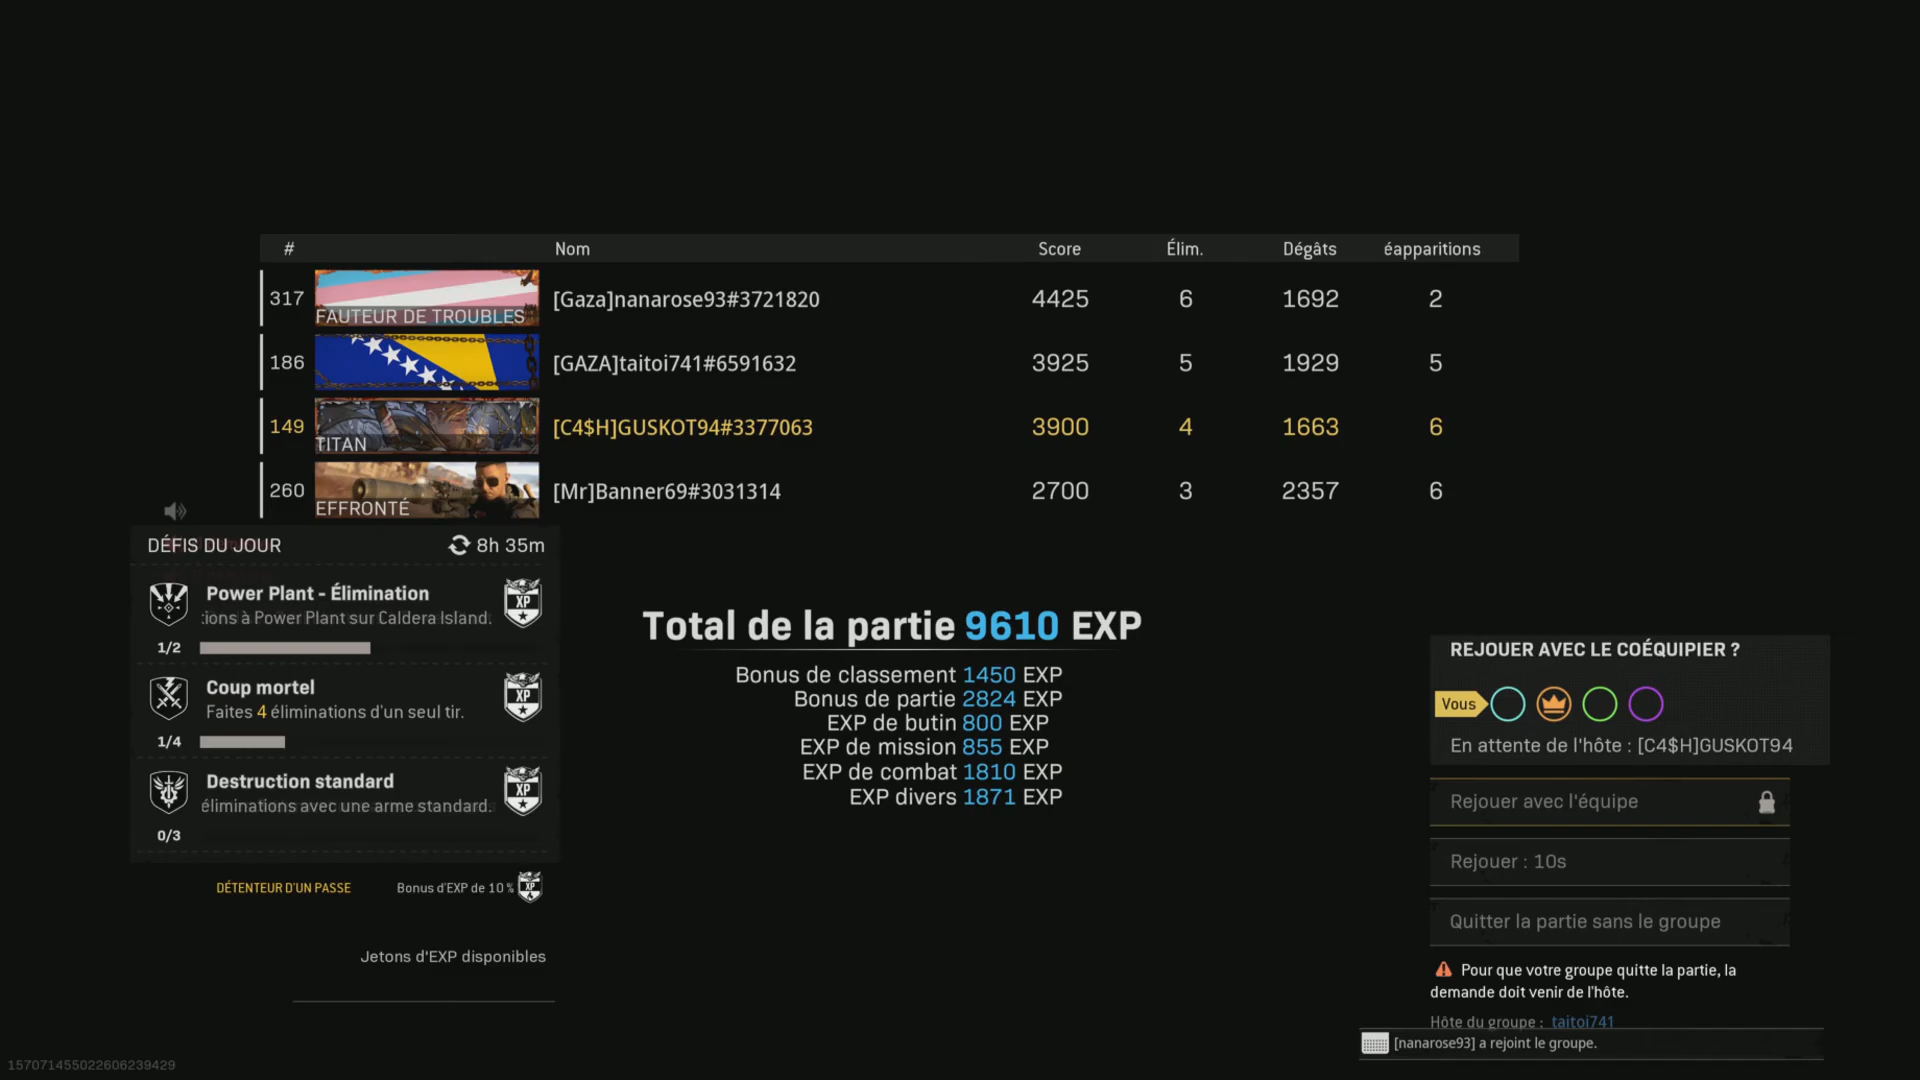 # Nom Score Élim. Dégâts éapparitions
317 FAUTEUR DE TROUBLES [Gaza]nanarose93#3721820 4425 6 1692 2
186 [GAZA]taitoi741#6591632 3925 5 1929 5
149 TITAN [C4$H]GUSKOT94#3377063 3900 4 1663 6
260 EFFRONTÉ [Mr]Banner69#3031314 2700 3 2357 6
DÉFIS DU JOUR 8h 35m
Power Plant - Élimination
ions à Power Plant sur Caldera Island.
XP
1/2
Coup mortel
Faites 4 éliminations d'un seul tir.
XP
1/4
Destruction standard
éliminations avec une arme standard.
XP
0/3
DÉTENTEUR D'UN PASSE Bonus d'EXP de 10 % XP
Jetons d'EXP disponibles
Total de la partie 9610 EXP
Bonus de classement 1450 EXP
Bonus de partie 2824 EXP
EXP de butin 800 EXP
EXP de mission 855 EXP
EXP de combat 1810 EXP
EXP divers 1871 EXP
REJOUER AVEC LE COÉQUIPIER ?
Vous
En attente de l'hôte : [C4$H]GUSKOT94
Rejouer avec l'équipe
Rejouer : 10s
Quitter la partie sans le groupe
Pour que votre groupe quitte la partie, la
demande doit venir de l'hôte.
Hôte du groupe : taitoi741
[nanarose93] a rejoint le groupe.
157071455022606239429